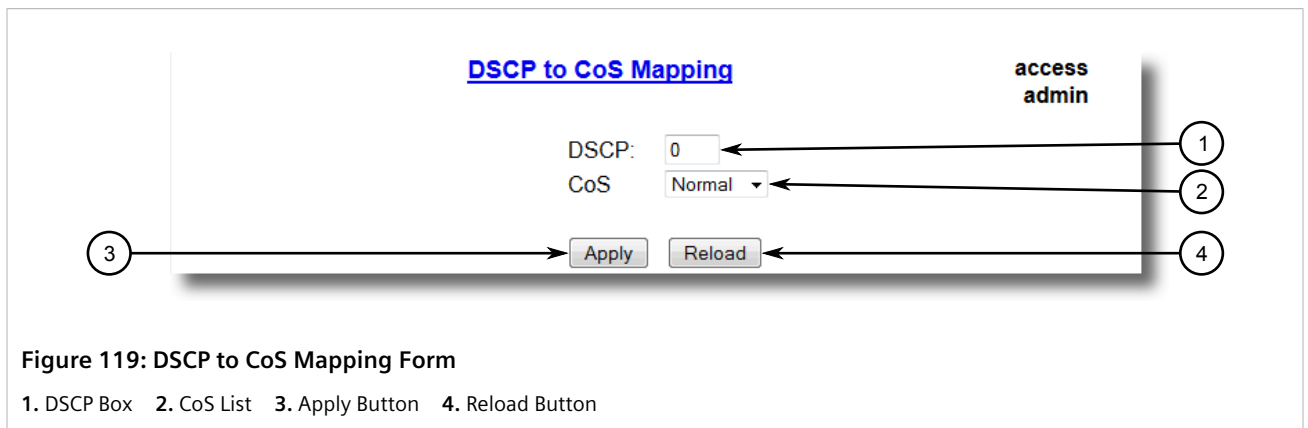 DSCP to CoS Mapping
access
admin
DSCP: 0
1
CoS Normal
2
3
Apply Reload
4
Figure 119: DSCP to CoS Mapping Form
1. DSCP Box 2. CoS List 3. Apply Button 4. Reload Button